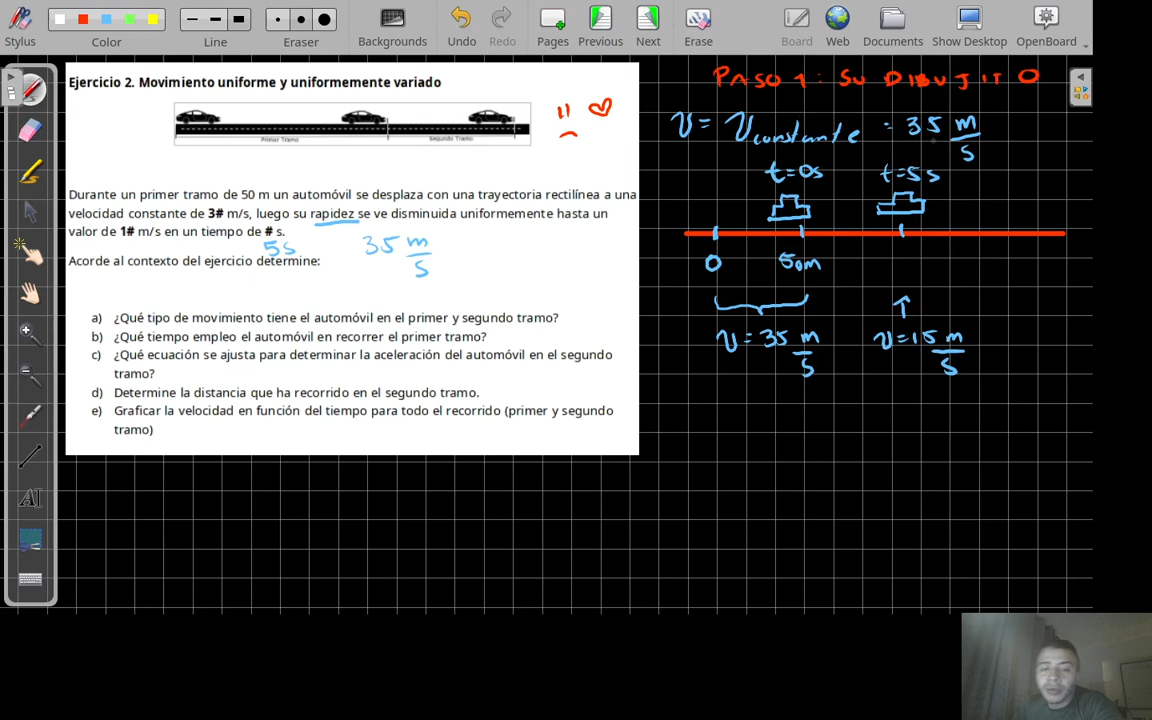 Stylus
Color
Line
Eraser
Backgrounds
Undo
Redo
Pages
Previous
Next
Erase
Board
Web
Documents
Show Desktop
OpenBoard
Ejercicio 2. Movimiento uniforme y uniformemente variado
Primer Tramo
Segundo Tramo
Durante un primer tramo de 50 m un automóvil se desplaza con una trayectoria rectilínea a una
velocidad constante de 3# m/s, luego su rapidez se ve disminuida uniformemente hasta un
valor de 1# m/s en un tiempo de # s.
5s
35 m/s
Acorde al contexto del ejercicio determine:
a) ¿Qué tipo de movimiento tiene el automóvil en el primer y segundo tramo?
b) ¿Qué tiempo empleo el automóvil en recorrer el primer tramo?
c) ¿Qué ecuación se ajusta para determinar la aceleración del automóvil en el segundo
tramo?
d) Determine la distancia que ha recorrido en el segundo tramo.
e) Graficar la velocidad en función del tiempo para todo el recorrido (primer y segundo
tramo)
PASO 1: SU DIBUJITO
v = v constante = 35 m/s
t=0s
t=5s
0
50m
v = 35 m/s
v=15 m/s
AI